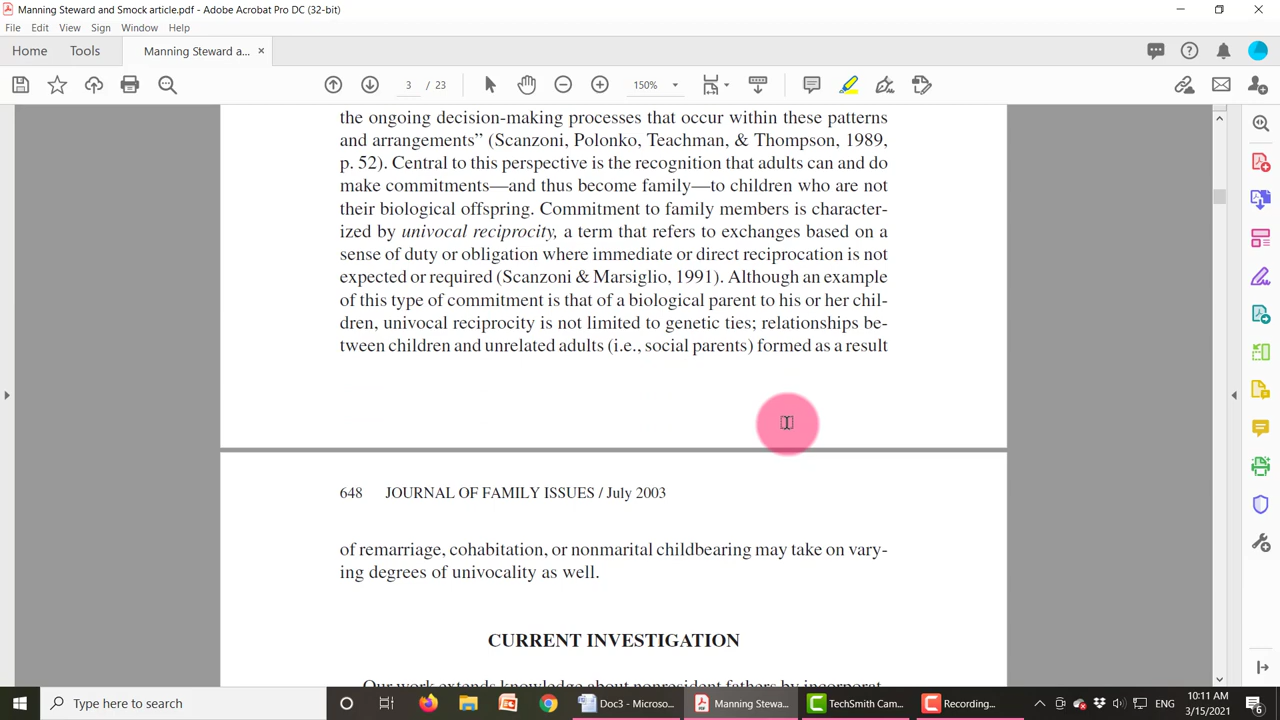 Manning Steward and Smock article.pdf - Adobe Acrobat Pro DC (32-bit)
File Edit View Sign Window Help
Home Tools Manning Steward a... ×
3 / 23 150%
the ongoing decision-making processes that occur within these patterns
and arrangements” (Scanzoni, Polonko, Teachman, & Thompson, 1989,
p. 52). Central to this perspective is the recognition that adults can and do
make commitments—and thus become family—to children who are not
their biological offspring. Commitment to family members is character-
ized by univocal reciprocity, a term that refers to exchanges based on a
sense of duty or obligation where immediate or direct reciprocation is not
expected or required (Scanzoni & Marsiglio, 1991). Although an example
of this type of commitment is that of a biological parent to his or her chil-
dren, univocal reciprocity is not limited to genetic ties; relationships be-
tween children and unrelated adults (i.e., social parents) formed as a result
648 JOURNAL OF FAMILY ISSUES / July 2003
of remarriage, cohabitation, or nonmarital childbearing may take on vary-
ing degrees of univocality as well.
CURRENT INVESTIGATION
Our work extends knowledge about nonresident fathers by incorporat-
Type here to search
Doc3 - Microso...
Manning Stewa...
TechSmith Cam...
Recording...
ENG
10:11 AM
3/15/2021
6